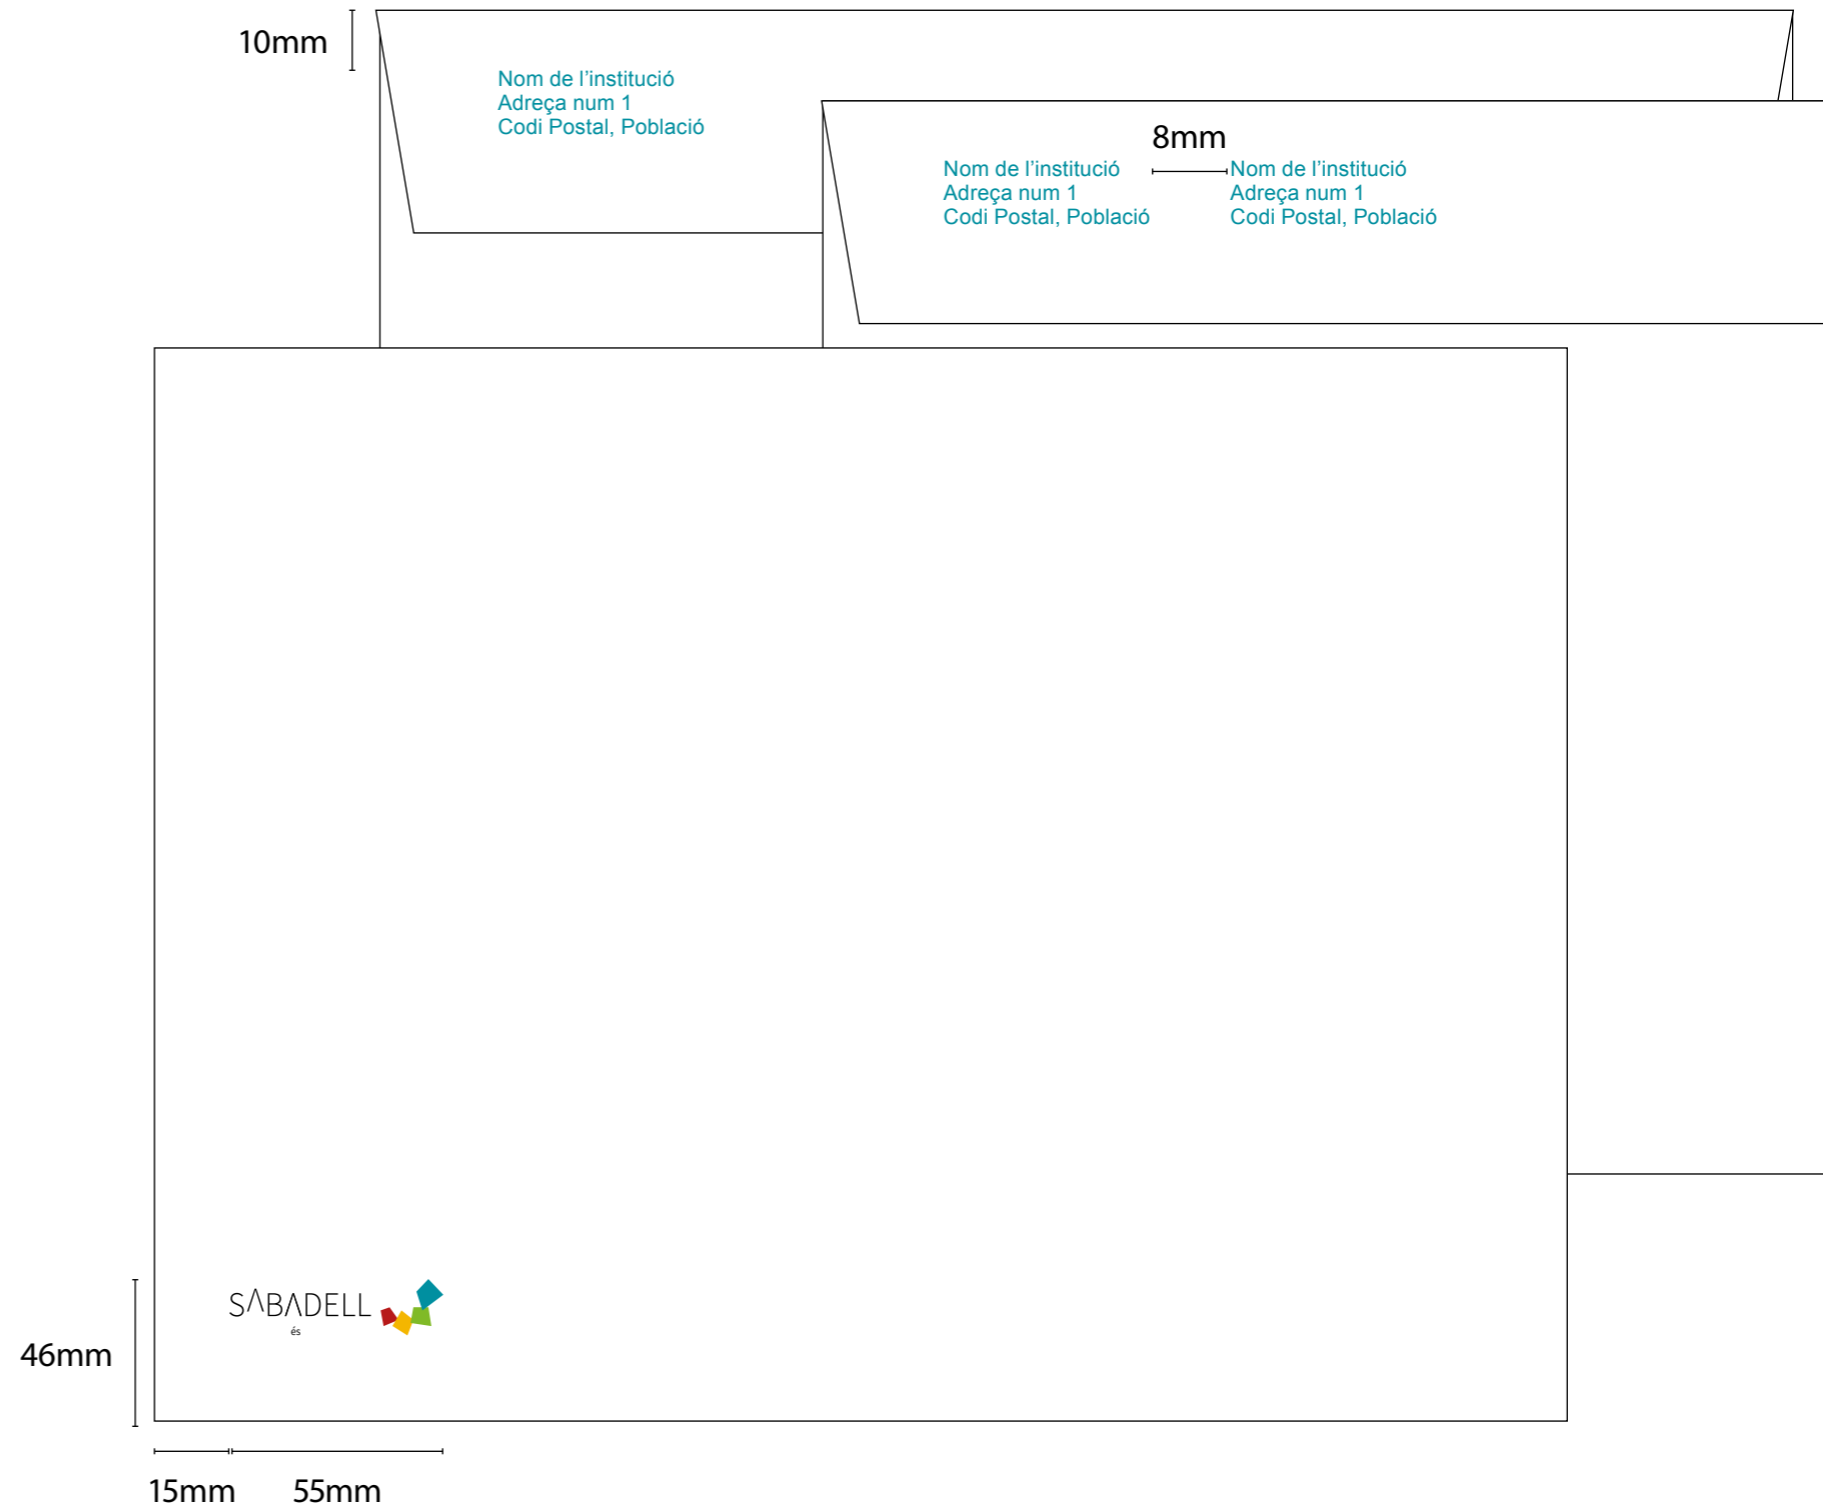 10mm
Nom de l’institució
Adreça num 1
Codi Postal, Població
8mm
Nom de l’institució
Adreça num 1
Codi Postal, Població
Nom de l’institució
Adreça num 1
Codi Postal, Població
SABADELL
és
46mm
15mm
55mm